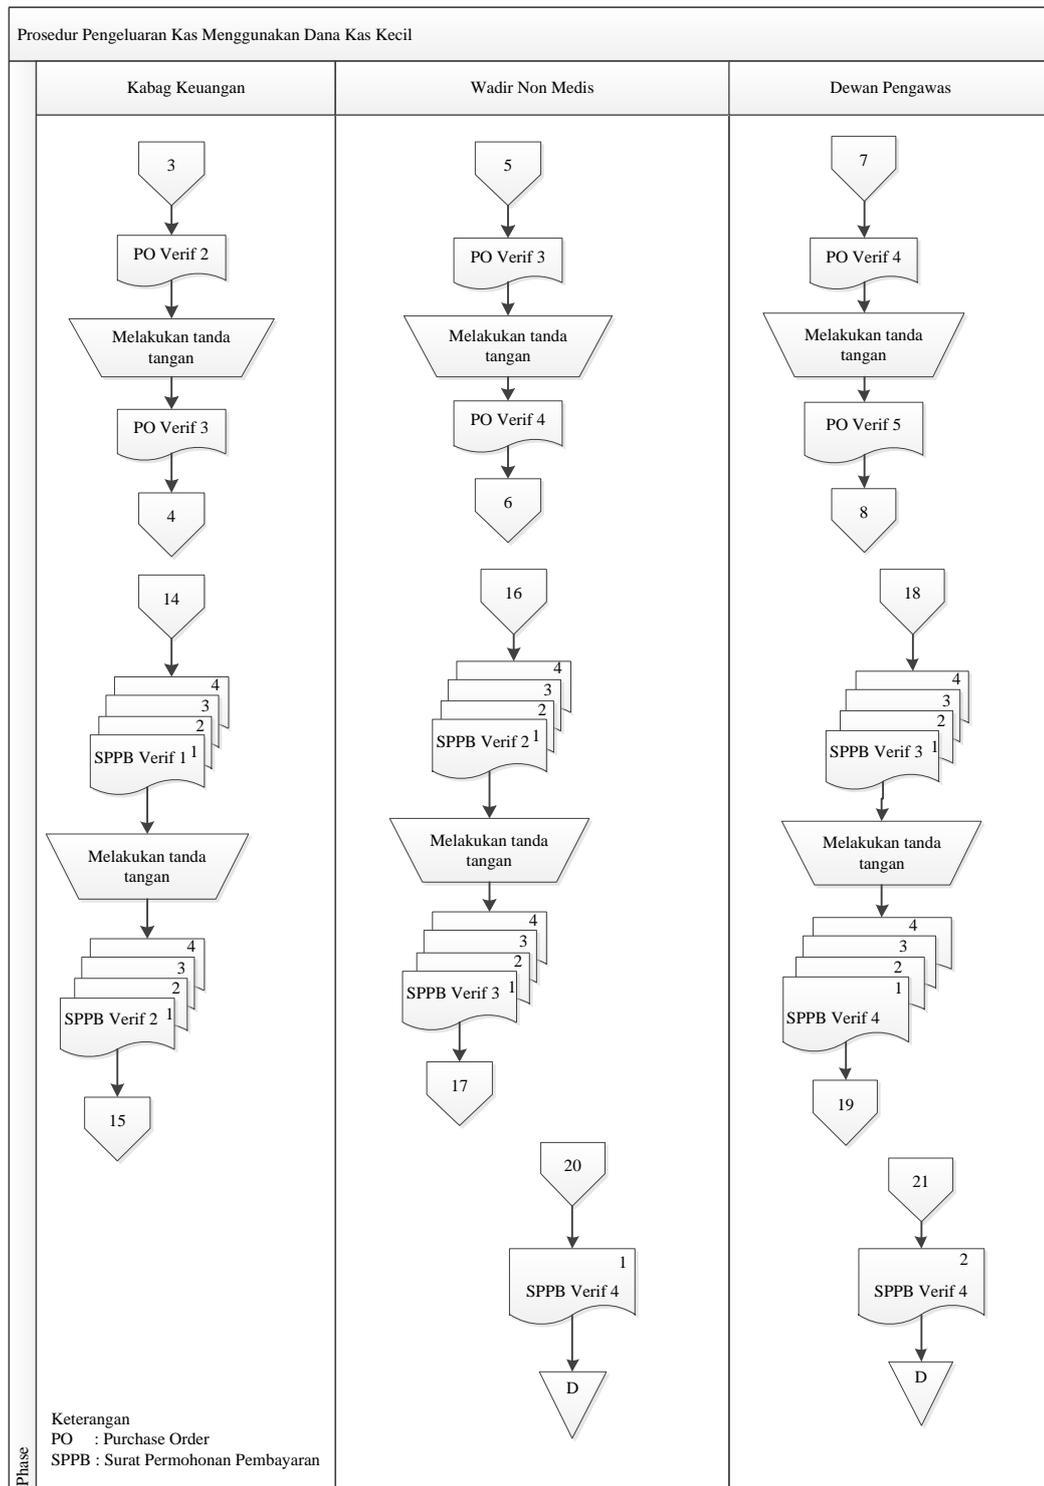 Prosedur Pengeluaran Kas Menggunakan Dana Kas Kecil
Phase
Kabag Keuangan
3
PO Verif 2
Melakukan tanda
tangan
PO Verif 3
4
14
4
3
2
SPPB Verif 1 1
Melakukan tanda
tangan
4
3
2
SPPB Verif 2 1
15
Keterangan
PO : Purchase Order
SPPB : Surat Permohonan Pembayaran
Wadir Non Medis
5
PO Verif 3
Melakukan tanda
tangan
PO Verif 4
6
16
4
3
2
SPPB Verif 2 1
Melakukan tanda
tangan
4
3
2
SPPB Verif 3 1
17
20
1
SPPB Verif 4
D
Dewan Pengawas
7
PO Verif 4
Melakukan tanda
tangan
PO Verif 5
8
18
4
3
2
SPPB Verif 3 1
Melakukan tanda
tangan
4
3
2
1
SPPB Verif 4
19
21
2
SPPB Verif 4
D